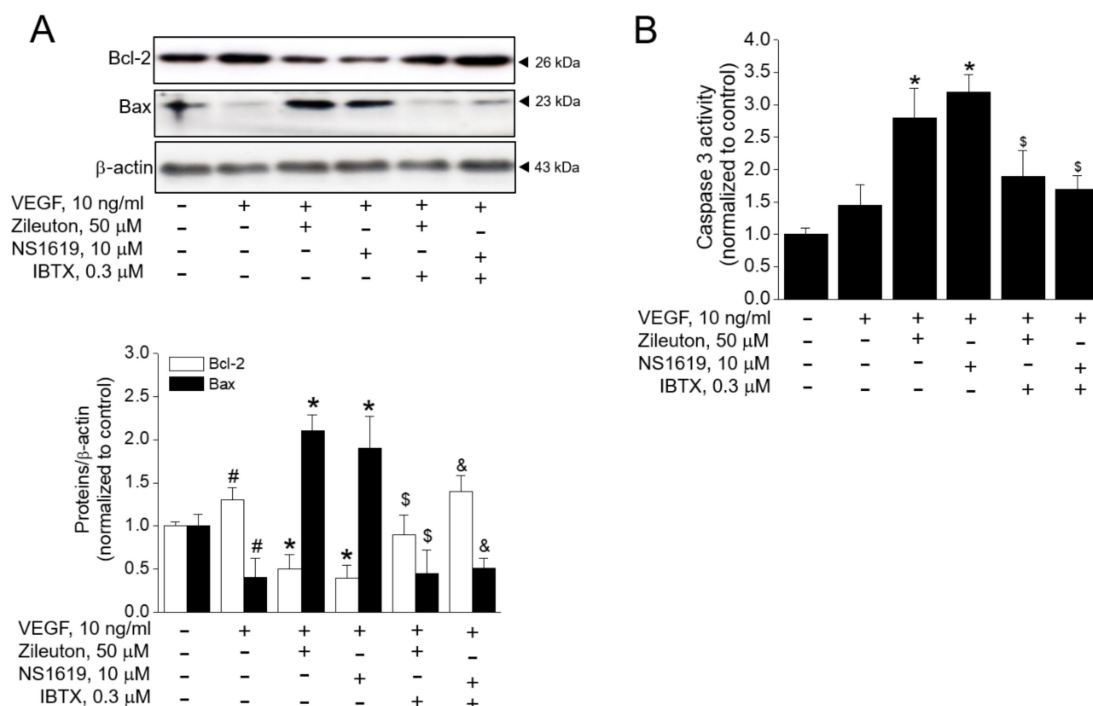 A
Bcl-2
◄ 26 kDa
Bax
◄ 23 kDa
β-actin
◄ 43 kDa
VEGF, 10 ng/ml - + + + + +
Zileuton, 50 μM - - + - + -
NS1619, 10 μM - - - + - +
IBTX, 0.3 μM - - - - + +
3.0
2.5
2.0
1.5
1.0
0.5
0.0
Proteins/β-actin
(normalized to control)
Bcl-2
Bax
# # * * * * $ $ & &
VEGF, 10 ng/ml - + + + + +
Zileuton, 50 μM - - + - + -
NS1619, 10 μM - - - + - +
IBTX, 0.3 μM - - - - + +
B
4.0
3.5
3.0
2.5
2.0
1.5
1.0
0.5
0.0
Caspase 3 activity
(normalized to control)
* * $ $
VEGF, 10 ng/ml - + + + + +
Zileuton, 50 μM - - + - + -
NS1619, 10 μM - - - + - +
IBTX, 0.3 μM - - - - + +